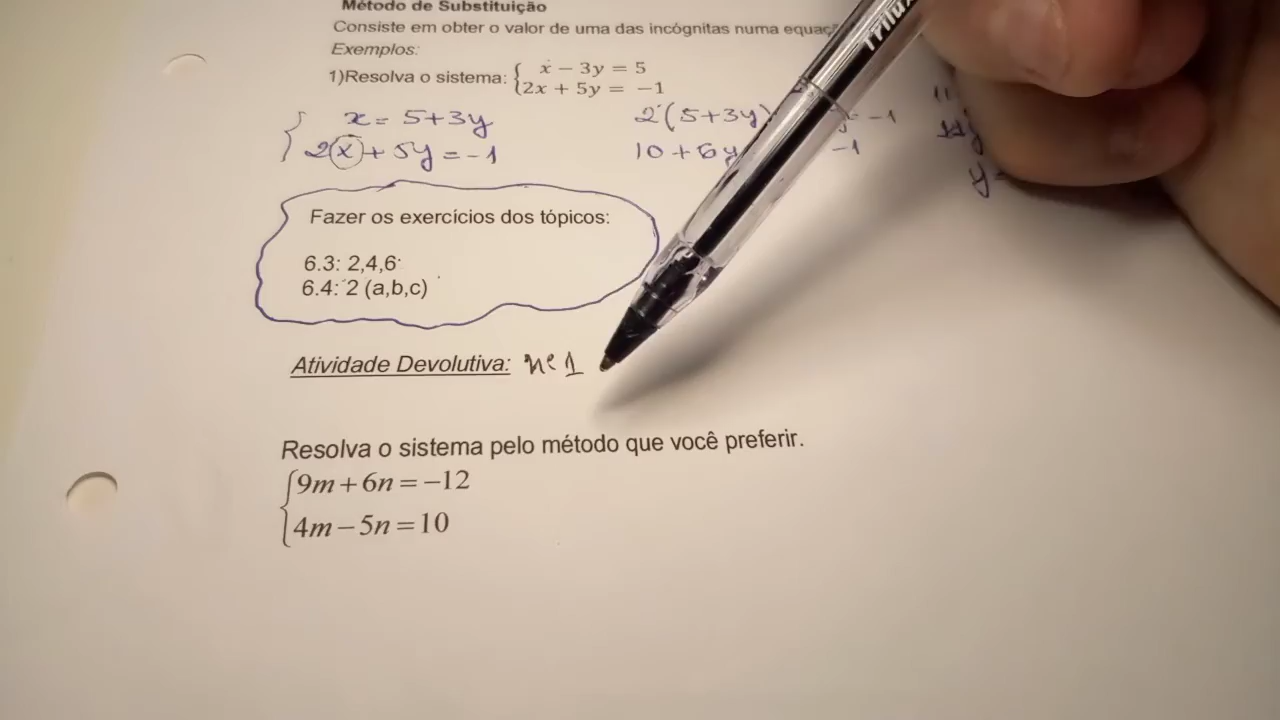 Método de Substituição
Consiste em obter o valor de uma das incógnitas numa
Exemplos:
1)Resolva o sistema: { x − 3y = 5
2x + 5y = −1
x = 5+3y 2(5+3y) = -1
2x + 5y = -1 10 + 6y -1
y=
Fazer os exercícios dos tópicos:
6.3: 2,4,6
6.4: 2 (a,b,c)
Atividade Devolutiva: nº 1
Resolva o sistema pelo método que você preferir.
9m + 6n = −12
4m − 5n = 10
Trilux